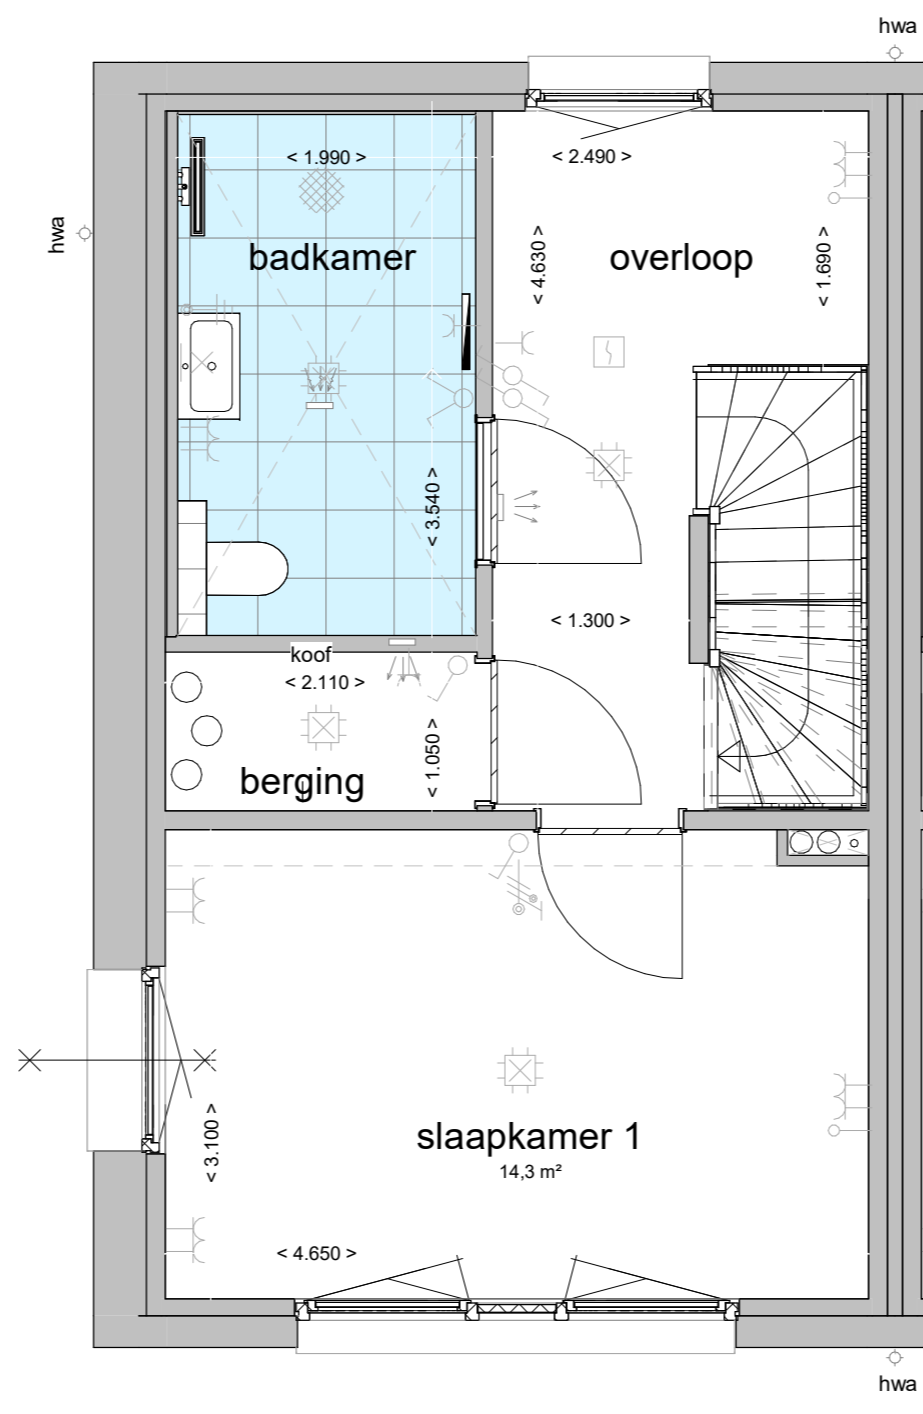 hwa
< 1.990 >
< 2.490 >
hwa
badkamer
< 4.630 >
overloop
< 1.690 >
< 3.540 >
< 1.300 >
koof
< 2.110 >
< 1.050 >
berging
slaapkamer 1
14,3 m²
< 3.100 >
< 4.650 >
hwa